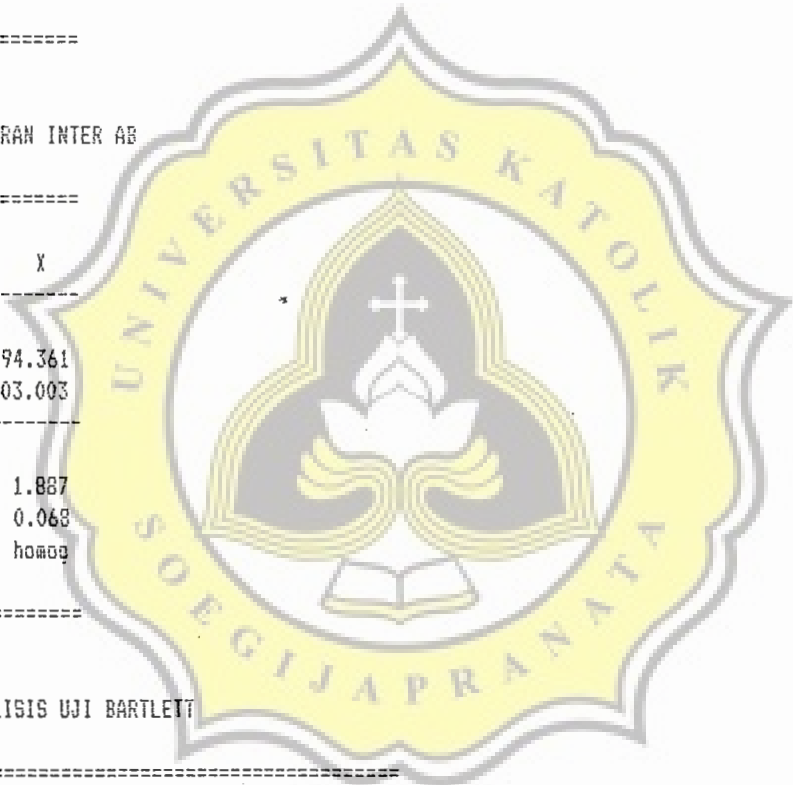 =======
RAN INTER AB
=======
X
-------
94.361
03.003
-------
1.887
0.068
homog
=======
LISIS UJI BARTLETT
=======================================
UNIVERSITAS KATOLIK
SOEGIJAPRANATA